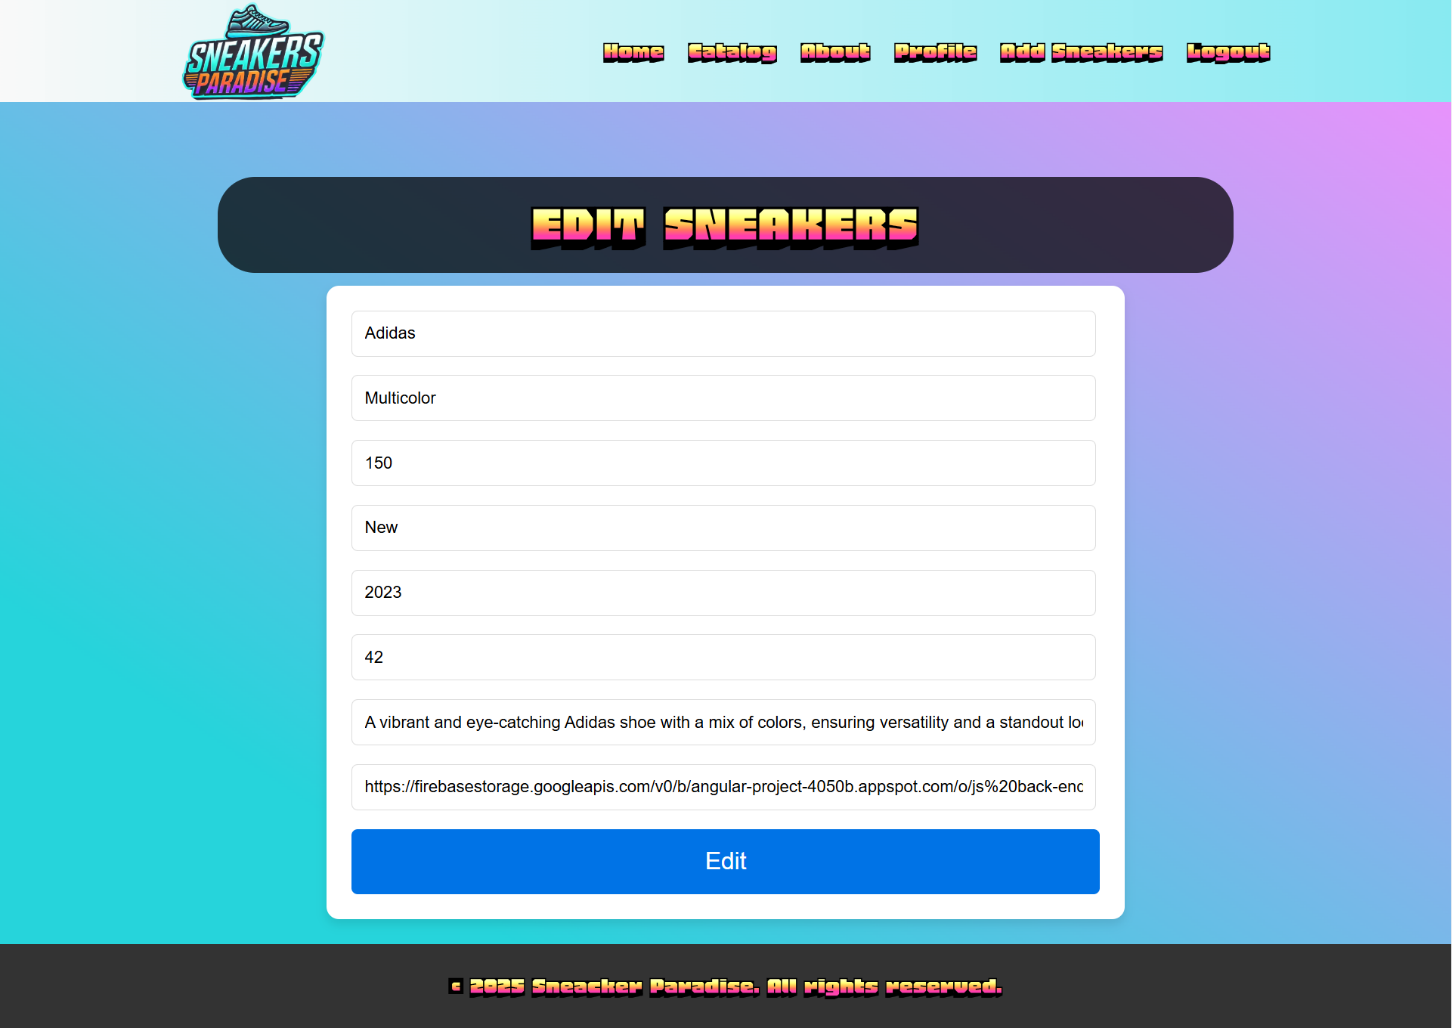 SNEAKERS
PARADISE
Home Catalog About Profile Add Sneakers Logout
EDIT SNEAKERS
Adidas
Multicolor
150
New
2023
42
A vibrant and eye-catching Adidas shoe with a mix of colors, ensuring versatility and a standout
https://firebasestorage.googleapis.com/v0/b/angular-project-4050b.appspot.com/o/js%20back-end
Edit
© 2025 Sneacker Paradise. All rights reserved.